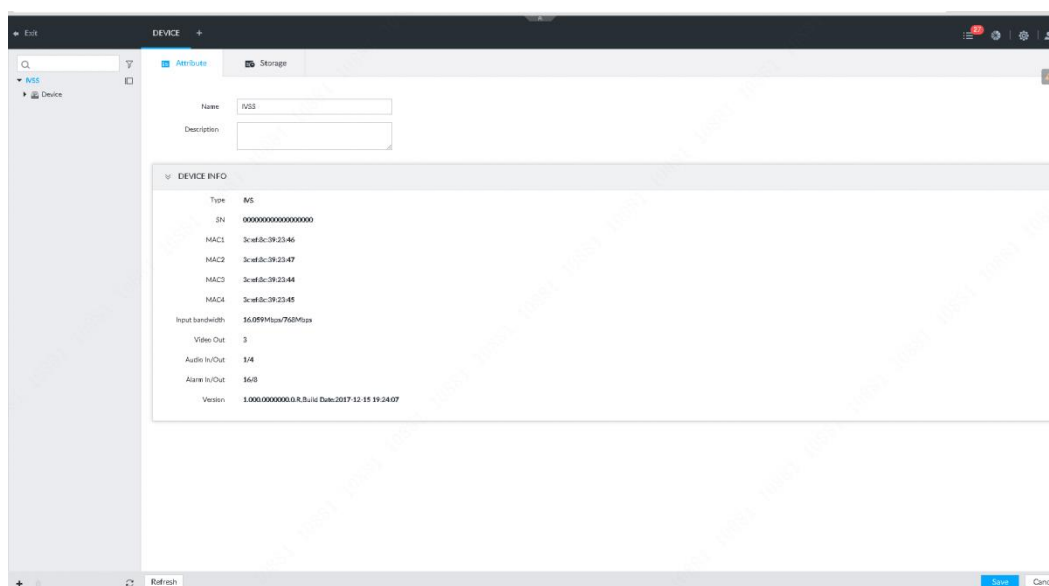 Exit
DEVICE +
27
Attribute
Storage
IVSS
Device
Name IVSS
Description
DEVICE INFO
Type IVS
SN 000000000000000000
MAC1 3c:ef:8c:39:23:46
MAC2 3c:ef:8c:39:23:47
MAC3 3c:ef:8c:39:23:44
MAC4 3c:ef:8c:39:23:45
Input bandwidth 16.059Mbps/768Mbps
Video Out 3
Audio In/Out 1/4
Alarm In/Out 16/8
Version 1.000.0000000.0.R,Build Date:2017-12-15 19:24:07
Refresh
Save
Canc